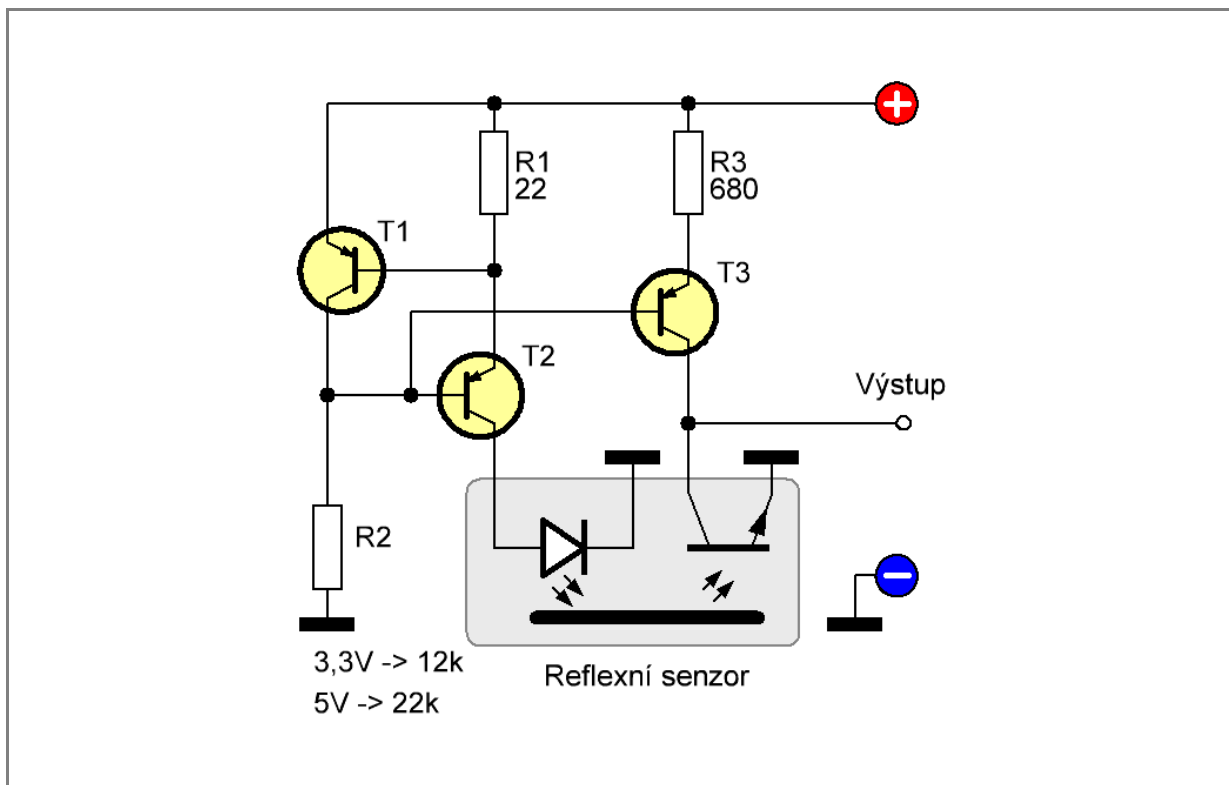 +
R1
22
R3
680
T1
T3
T2
Výstup
R2
−
3,3V -> 12k
5V -> 22k
Reflexní senzor